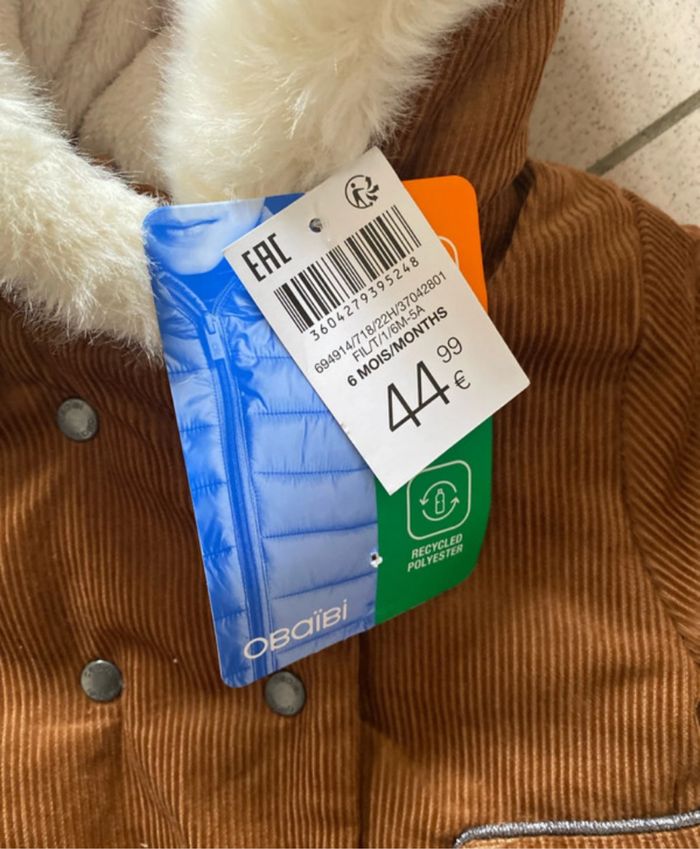 EAC
3604279395248
694914/718/22H/37042801
FIL/T/1/6M-5A
6 MOIS/MONTHS
44 99 €
RECYCLED
POLYESTER
OBaïBi